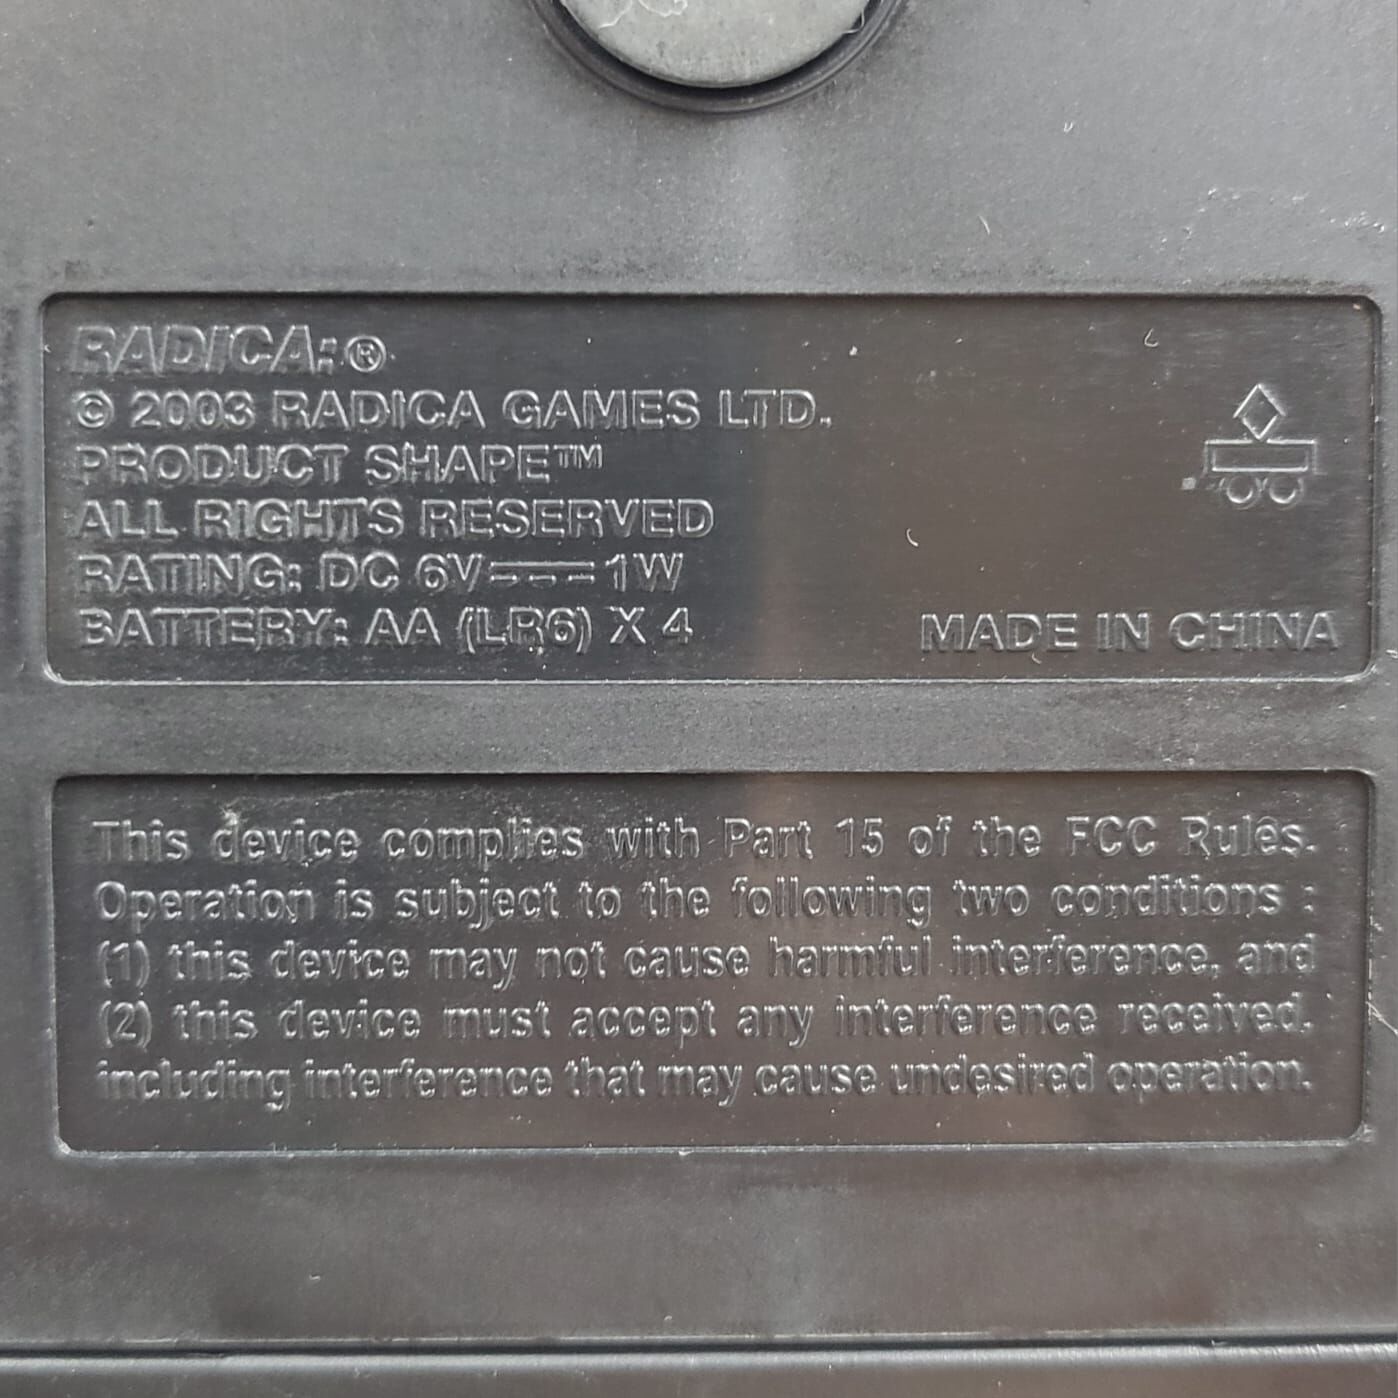 RADICA:®
© 2003 RADICA GAMES LTD.
PRODUCT SHAPE™
ALL RIGHTS RESERVED
RATING: DC 6V⎓1W
BATTERY: AA (LR6) X 4
MADE IN CHINA
This device complies with Part 15 of the FCC Rules.
Operation is subject to the following two conditions :
(1) this device may not cause harmful interference, and
(2) this device must accept any interference received,
including interference that may cause undesired operation.